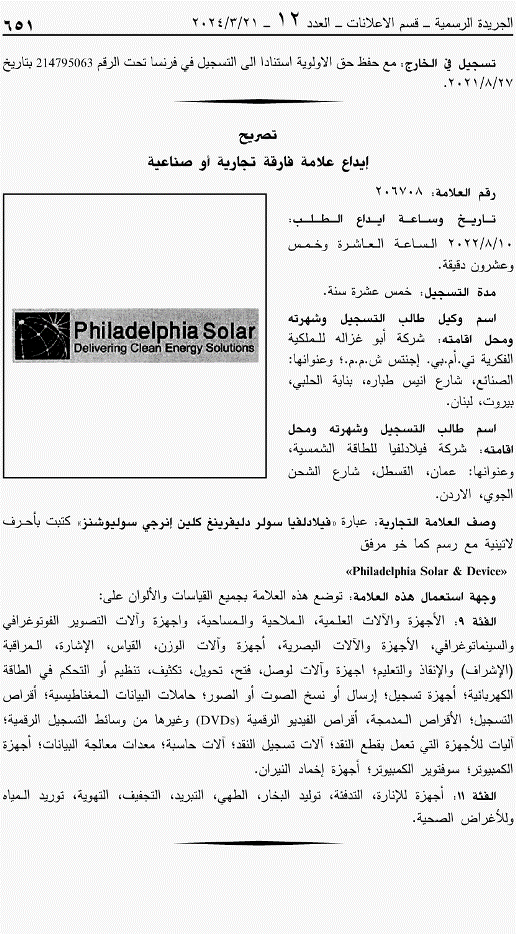 الجريدة الرسمية ــ قسم الاعلانات ــ العدد ١٢ ــ ٢٠٢٤/٣/٢١
٦٥١
تسجيل في الخارج: مع حفظ حق الاولوية استنادا الى التسجيل في فرنسا تحت الرقم 214795063 بتاريخ
٢٠٢١/٨/٢٧.
تصريح
إيداع علامة فارقة تجارية أو صناعية
رقم العلامة: ٢٠٦٧٠٨
تاريخ وساعة ايداع الطلب:
٢٠٢٢/٨/١٠ الساعة العاشرة وخمس
وعشرون دقيقة.
مدة التسجيل: خمس عشرة سنة.
اسم وكيل طالب التسجيل وشهرته
ومحل اقامته: شركة أبو غزاله للملكية
الفكرية تي.أم.بي. إجنتس ش.م.م.؛ وعنوانها:
الصنائع، شارع انيس طباره، بناية الحلبي،
بيروت، لبنان.
اسم طالب التسجيل وشهرته ومحل
اقامته: شركة فيلادلفيا للطاقة الشمسية،
وعنوانها: عمان، القسطل، شارع الشحن
الجوي، الاردن.
Philadelphia Solar
Delivering Clean Energy Solutions
وصف العلامة التجارية: عبارة «فيلادلفيا سولر دليفرينغ كلين إنرجي سوليوشنز» كتبت بأحرف
لاتينية مع رسم كما خو مرفق
«Philadelphia Solar & Device»
وجهة استعمال هذه العلامة: توضع هذه العلامة بجميع القياسات والألوان على:
الفئة ٩: الأجهزة والآلات العلمية، الملاحية والمساحية، واجهزة وآلات التصوير الفوتوغرافي
والسينماتوغرافي، الأجهزة والآلات البصرية، أجهزة وآلات الوزن، القياس، الإشارة، المراقبة
(الإشراف) والإنقاذ والتعليم؛ اجهزة وآلات لوصل، فتح، تحويل، تكثيف، تنظيم أو التحكم في الطاقة
الكهربائية؛ أجهزة تسجيل؛ إرسال أو نسخ الصوت أو الصور؛ حاملات البيانات المغناطيسية؛ أقراص
التسجيل؛ الأقراص المدمجة، أقراص الفيديو الرقمية (DVDs) وغيرها من وسائط التسجيل الرقمية؛
آليات للأجهزة التي تعمل بقطع النقد؛ آلات تسجيل النقد؛ آلات حاسبة؛ معدات معالجة البيانات؛ أجهزة
الكمبيوتر؛ سوفتوير الكمبيوتر؛ أجهزة إخماد النيران.
الفئة ١١: أجهزة للإنارة، التدفئة، توليد البخار، الطهي، التبريد، التجفيف، التهوية، توريد المياه
وللأغراض الصحية.